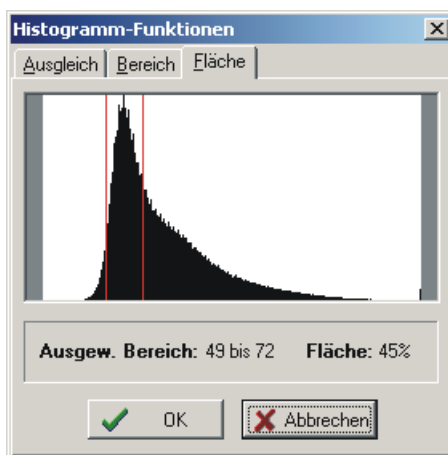 Histogramm-Funktionen
Ausgleich Bereich Fläche
Ausgew. Bereich: 49 bis 72 Fläche: 45%
OK Abbrechen